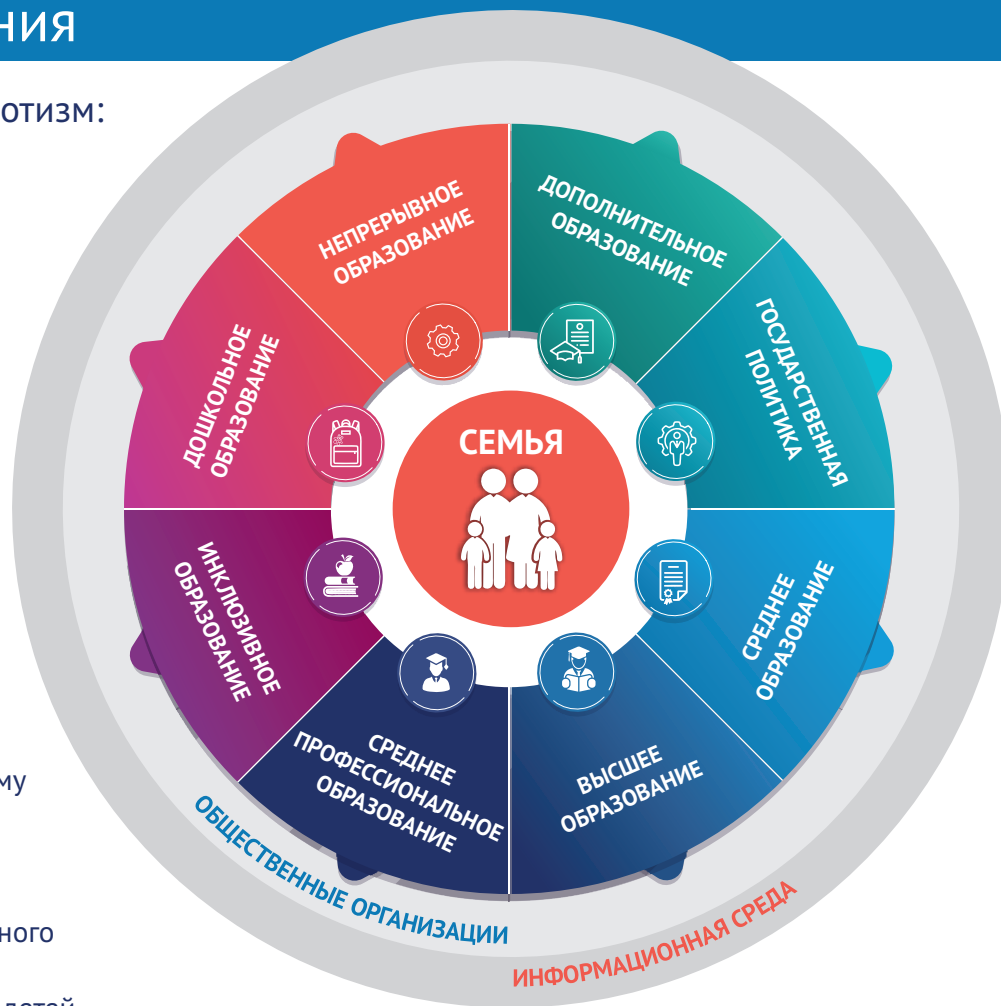 ния
отизм:
НЕПРЕРЫВНОЕ
ОБРАЗОВАНИЕ
ДОПОЛНИТЕЛЬНОЕ
ОБРАЗОВАНИЕ
ГОСУДАРСТВЕННАЯ
ПОЛИТИКА
ДОШКОЛЬНОЕ
ОБРАЗОВАНИЕ
СЕМЬЯ
ИНКЛЮЗИВНОЕ
ОБРАЗОВАНИЕ
СРЕДНЕЕ
ОБРАЗОВАНИЕ
СРЕДНЕЕ
ПРОФЕССИОНАЛЬНОЕ
ОБРАЗОВАНИЕ
ВЫСШЕЕ
ОБРАЗОВАНИЕ
му
ОБЩЕСТВЕННЫЕ ОРГАНИЗАЦИИ
ИНФОРМАЦИОННАЯ СРЕДА
ного